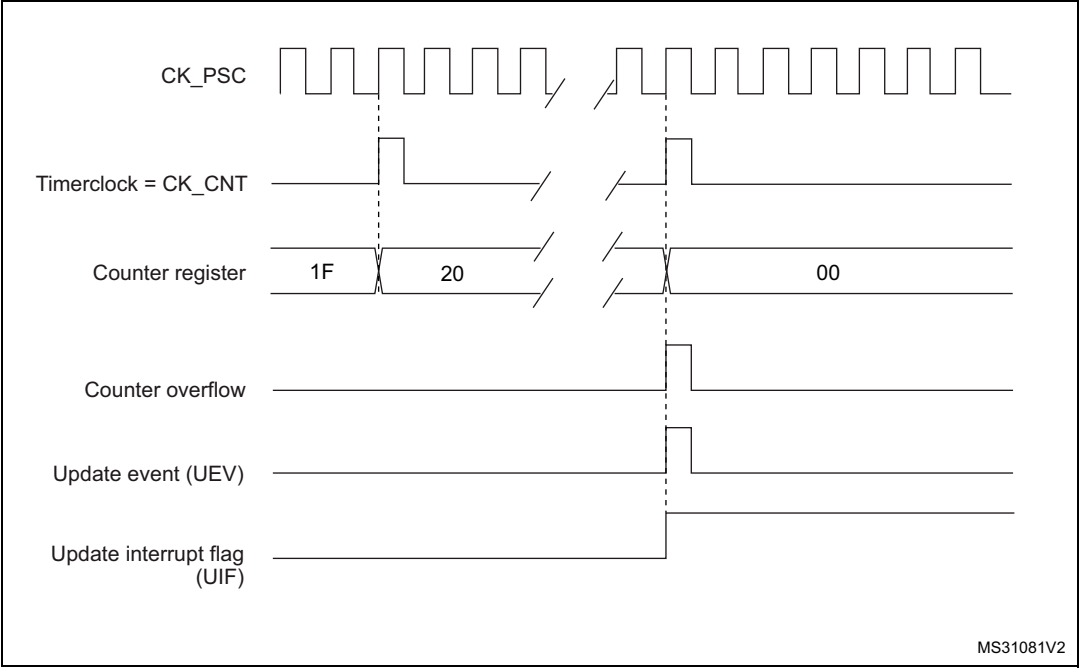 CK_PSC
Timerclock = CK_CNT
Counter register
1F
20
00
Counter overflow
Update event (UEV)
Update interrupt flag
(UIF)
MS31081V2